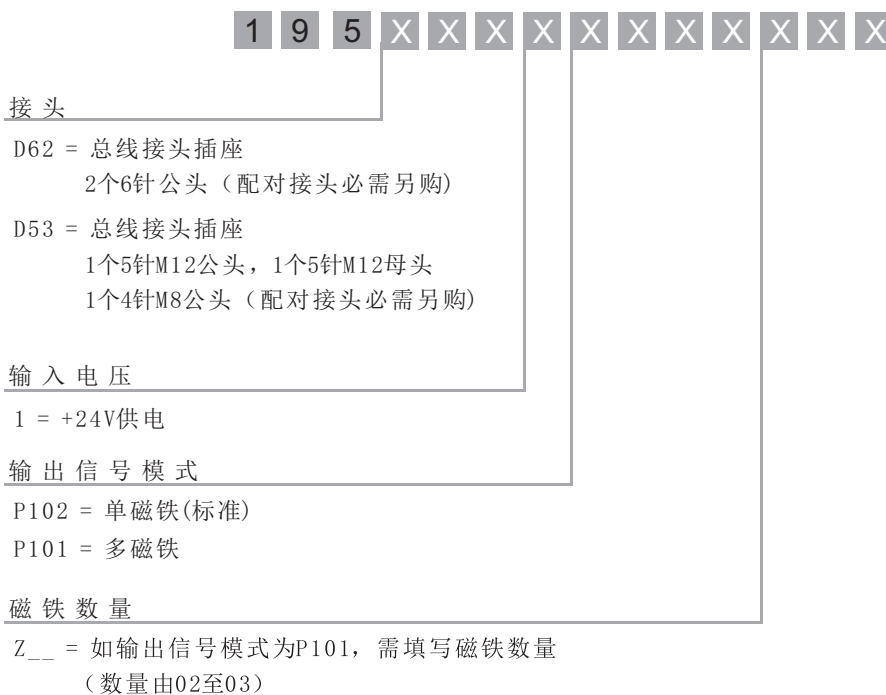 1 9 5 X X X X X X X X X X X
接头
D62 = 总线接头插座
2个6针公头（配对接头必需另购)
D53 = 总线接头插座
1个5针M12公头，1个5针M12母头
1个4针M8公头（配对接头必需另购)
输入电压
1 = +24V供电
输出信号模式
P102 = 单磁铁(标准)
P101 = 多磁铁
磁铁数量
Z__ = 如输出信号模式为P101，需填写磁铁数量
（数量由02至03）